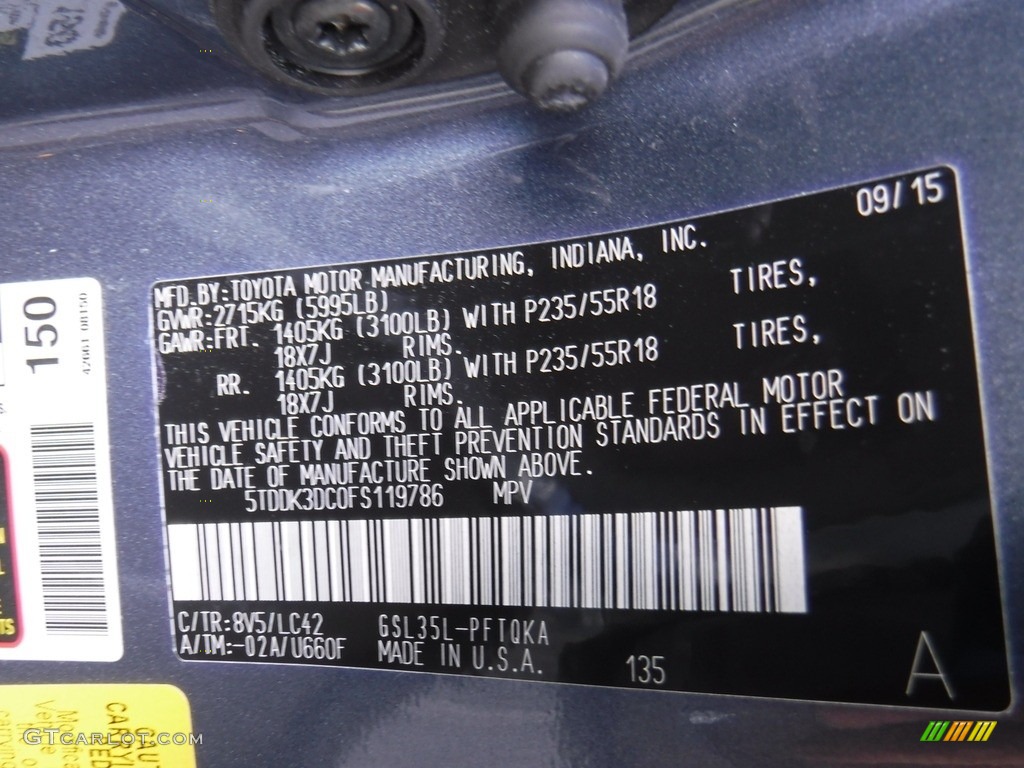 09/15
MFD.BY:TOYOTA MOTOR MANUFACTURING, INDIANA, INC.
GVWR:2715KG (5995LB)
GAWR:FRT. 1405KG (3100LB) WITH P235/55R18 TIRES,
18X7J RIMS.
RR. 1405KG (3100LB) WITH P235/55R18 TIRES,
18X7J RIMS.
THIS VEHICLE CONFORMS TO ALL APPLICABLE FEDERAL MOTOR
VEHICLE SAFETY AND THEFT PREVENTION STANDARDS IN EFFECT ON
THE DATE OF MANUFACTURE SHOWN ABOVE.
5TDDK3DC0FS119786 MPV
C/TR:8V5/LC42 GSL35L-PFTQKA
A/TM:-02A/U660F MADE IN U.S.A.
135
A
150
42661 08150
GTcarlot.com